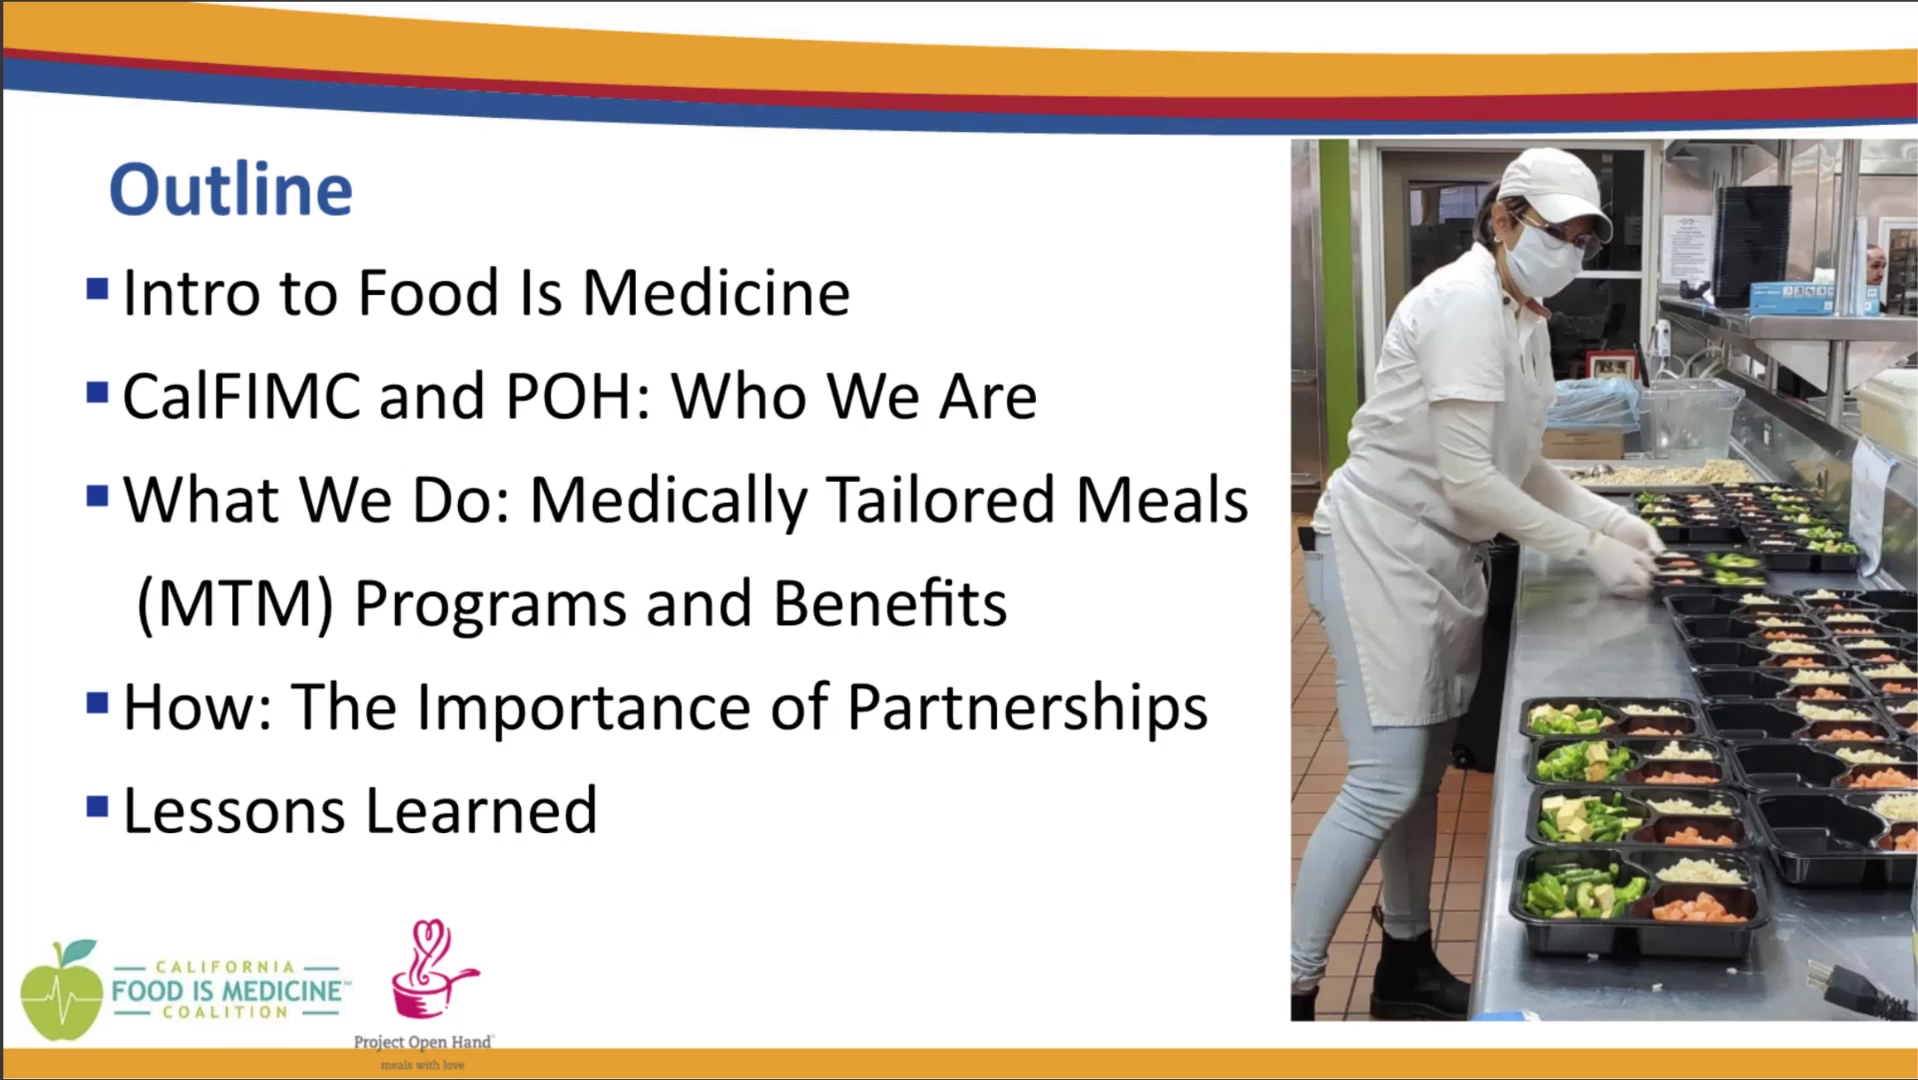 Outline
▪ Intro to Food Is Medicine
▪ CalFIMC and POH: Who We Are
▪ What We Do: Medically Tailored Meals
(MTM) Programs and Benefits
▪ How: The Importance of Partnerships
▪ Lessons Learned
CALIFORNIA
FOOD IS MEDICINE™
COALITION
Project Open Hand
meals with love